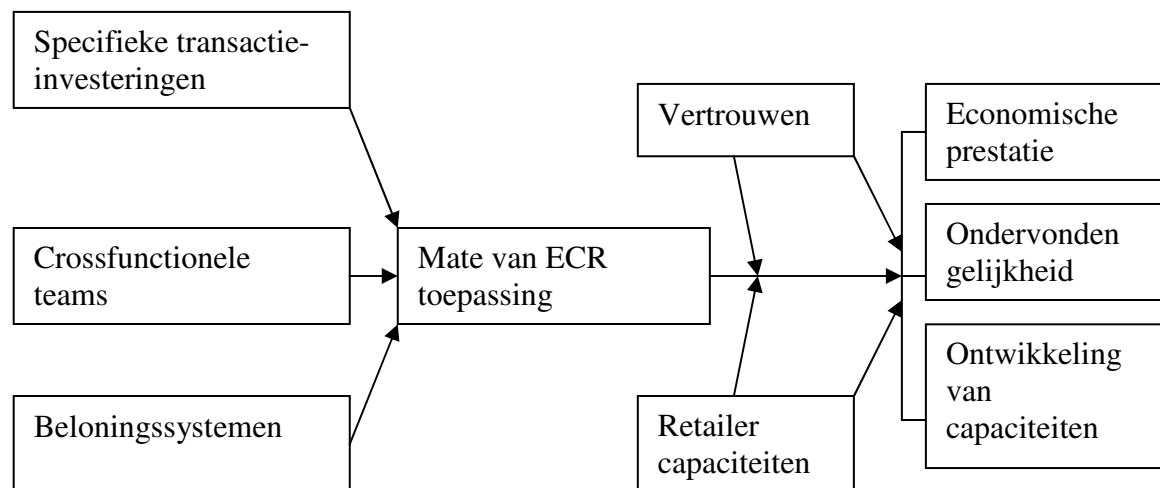 Specifieke transactie-
investeringen
Crossfunctionele
teams
Beloningssystemen
Mate van ECR
toepassing
Vertrouwen
Retailer
capaciteiten
Economische
prestatie
Ondervonden
gelijkheid
Ontwikkeling
van
capaciteiten